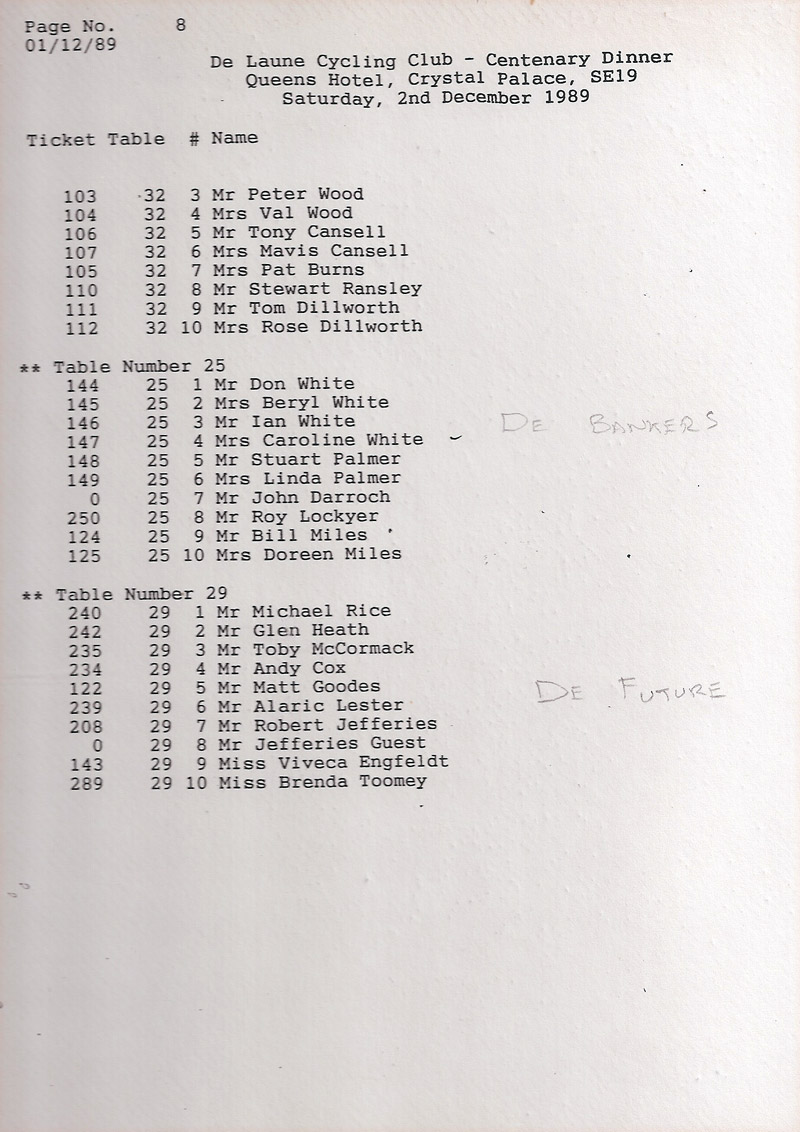 Page No. 8
01/12/89
De Laune Cycling Club - Centenary Dinner
Queens Hotel, Crystal Palace, SE19
Saturday, 2nd December 1989
Ticket Table # Name
103 32 3 Mr Peter Wood
104 32 4 Mrs Val Wood
106 32 5 Mr Tony Cansell
107 32 6 Mrs Mavis Cansell
105 32 7 Mrs Pat Burns
110 32 8 Mr Stewart Ransley
111 32 9 Mr Tom Dillworth
112 32 10 Mrs Rose Dillworth
** Table Number 25
144 25 1 Mr Don White
145 25 2 Mrs Beryl White
146 25 3 Mr Ian White DE BANKERS
147 25 4 Mrs Caroline White
148 25 5 Mr Stuart Palmer
149 25 6 Mrs Linda Palmer
0 25 7 Mr John Darroch
250 25 8 Mr Roy Lockyer
124 25 9 Mr Bill Miles
125 25 10 Mrs Doreen Miles
** Table Number 29
240 29 1 Mr Michael Rice
242 29 2 Mr Glen Heath
235 29 3 Mr Toby McCormack
234 29 4 Mr Andy Cox
122 29 5 Mr Matt Goodes DE FUTURE
239 29 6 Mr Alaric Lester
208 29 7 Mr Robert Jefferies
0 29 8 Mr Jefferies Guest
143 29 9 Miss Viveca Engfeldt
289 29 10 Miss Brenda Toomey